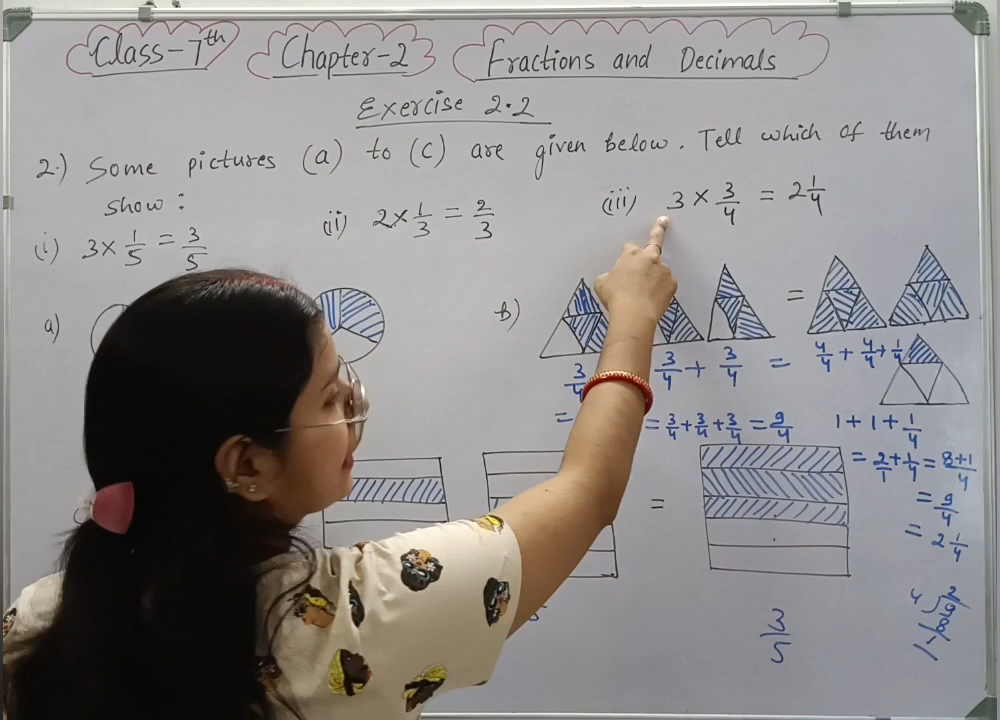 Class-7th Chapter-2 Fractions and Decimals
Exercise 2.2
2.) Some pictures (a) to (c) are given below. Tell which of them
show :
(i) 3 × 1/5 = 3/5 (ii) 2 × 1/3 = 2/3 (iii) 3 × 3/4 = 2 1/4
a) b) =
3/4 3/4 + 3/4 = 4/4 + 4/4 + 1/4
= = 3/4 + 3/4 + 3/4 = 9/4 1 + 1 + 1/4
= = 2/1 + 1/4 = 8+1/4
= 9/4
= 2 1/4
3/5